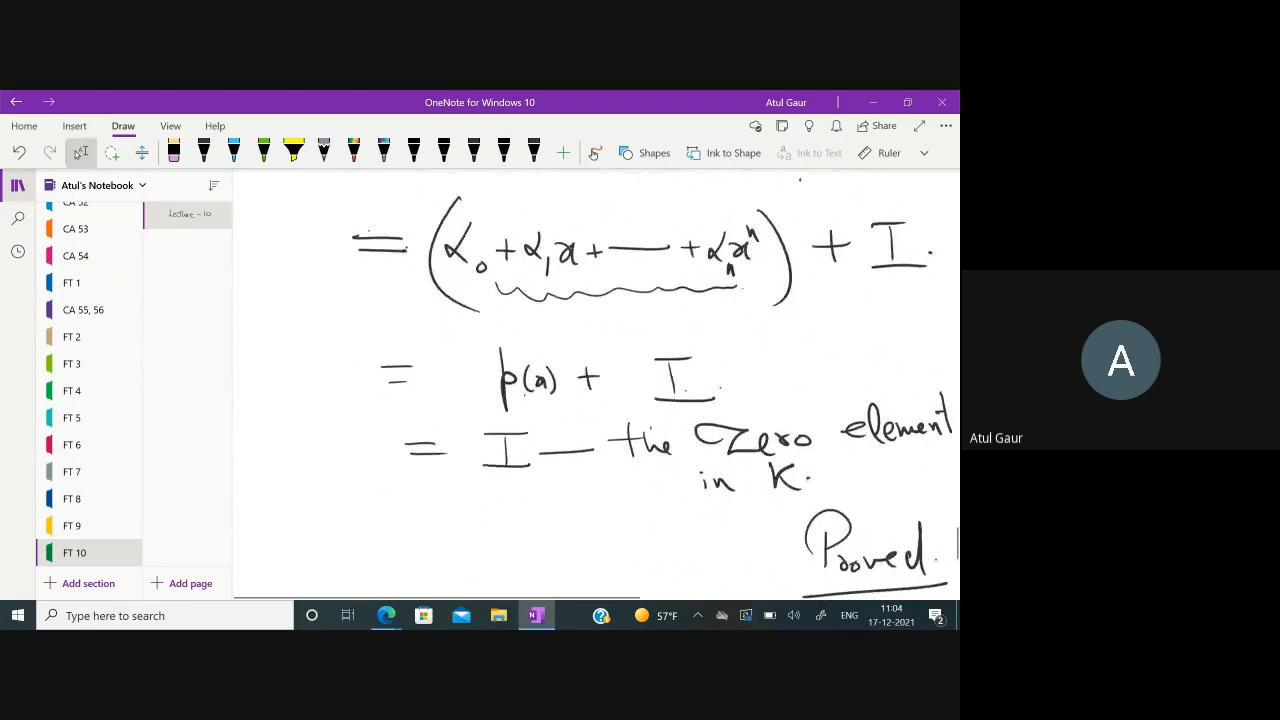 OneNote for Windows 10
Atul Gaur
Home Insert Draw View Help
Share
Shapes
Ink to Shape
Ink to Text
Ruler
Atul's Notebook
CA 52
CA 53
CA 54
FT 1
CA 55, 56
FT 2
FT 3
FT 4
FT 5
FT 6
FT 7
FT 8
FT 9
FT 10
Add section
Lecture - 10
Add page
= (α₀ + α₁x + — + αₙxⁿ) + I.
= p(x) + I.
= I — the zero element
in K.
Proved.
A
Atul Gaur
Type here to search
57°F
ENG
11:04
17-12-2021
2